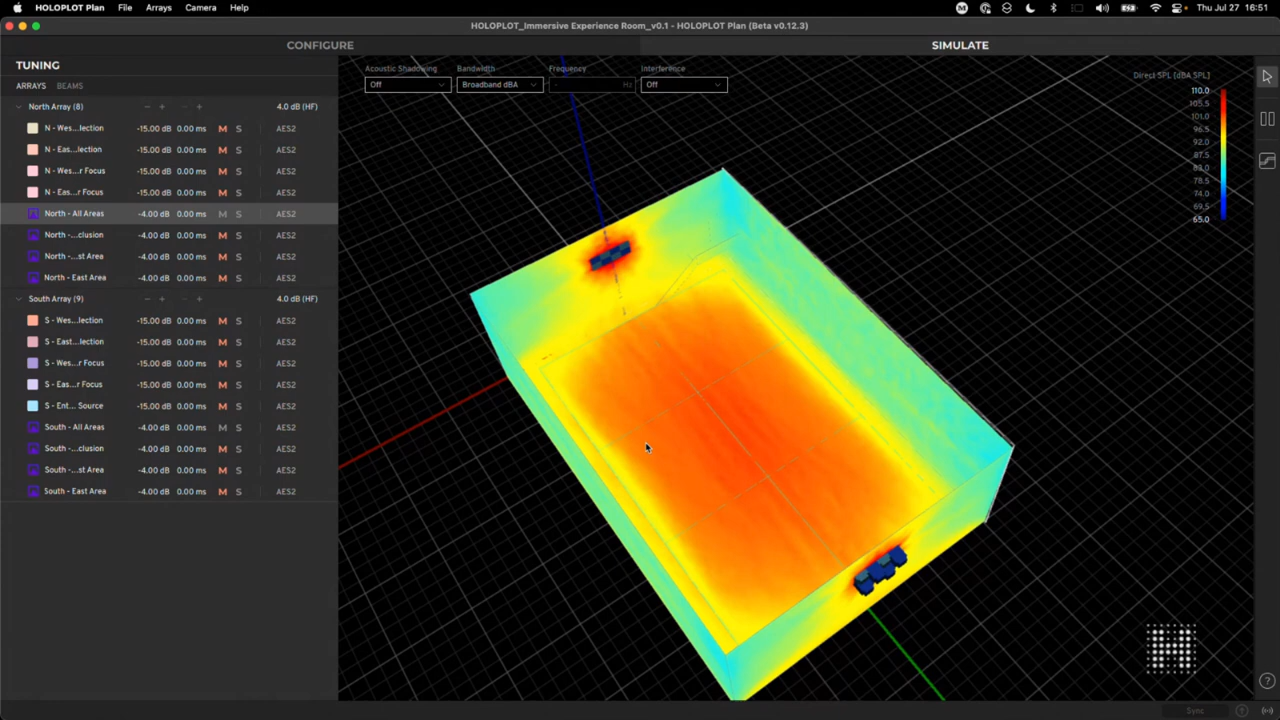 HOLOPLOT Plan File Arrays Camera Help Thu Jul 27 16:51
HOLOPLOT_Immersive Experience Room_v0.1 - HOLOPLOT Plan (Beta v0.12.3)
CONFIGURE SIMULATE
TUNING
ARRAYS BEAMS
Acoustic Shadowing Bandwidth Frequency Interference
Off Broadband dBA - Hz Off
Direct SPL [dBA SPL]
110.0
105.5
101.0
96.5
92.0
87.5
83.0
78.5
74.0
69.5
65.0
North Array (8) − + − + 4.0 dB (HF)
N - Wes...lection -15.00 dB 0.00 ms M S AES2
N - Eas...lection -15.00 dB 0.00 ms M S AES2
N - Wes...r Focus -15.00 dB 0.00 ms M S AES2
N - Eas...r Focus -15.00 dB 0.00 ms M S AES2
North - All Areas -4.00 dB 0.00 ms M S AES2
North - ...clusion -4.00 dB 0.00 ms M S AES2
North - ...st Area -4.00 dB 0.00 ms M S AES2
North - East Area -4.00 dB 0.00 ms M S AES2
South Array (9) − + − + 4.0 dB (HF)
S - Wes...lection -15.00 dB 0.00 ms M S AES2
S - East...lection -15.00 dB 0.00 ms M S AES2
S - Wes...r Focus -15.00 dB 0.00 ms M S AES2
S - Eas...r Focus -15.00 dB 0.00 ms M S AES2
S - Ent... Source -15.00 dB 0.00 ms M S AES2
South - All Areas -4.00 dB 0.00 ms M S AES2
South - ...clusion -4.00 dB 0.00 ms M S AES2
South - ...st Area -4.00 dB 0.00 ms M S AES2
South - East Area -4.00 dB 0.00 ms M S AES2
H
Sync ?